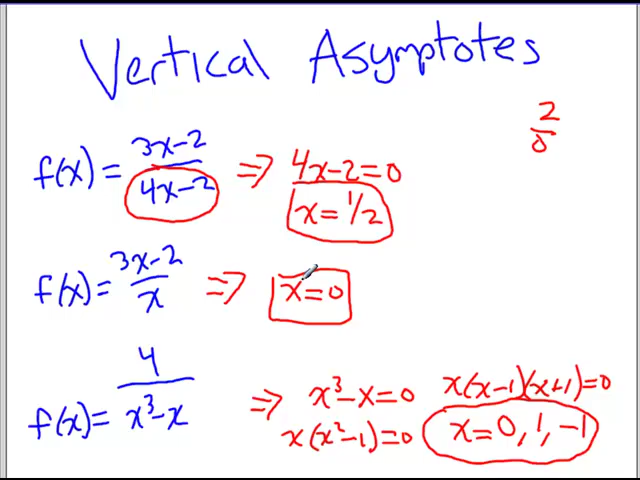 Vertical Asymptotes
2/0
f(x) = (3x-2)/(4x-2) ⇒ 4x-2=0
x = 1/2
f(x) = (3x-2)/x ⇒ x=0
f(x) = 4/(x³-x) ⇒ x³-x=0 x(x-1)(x+1)=0
x(x²-1)=0 x=0,1,-1